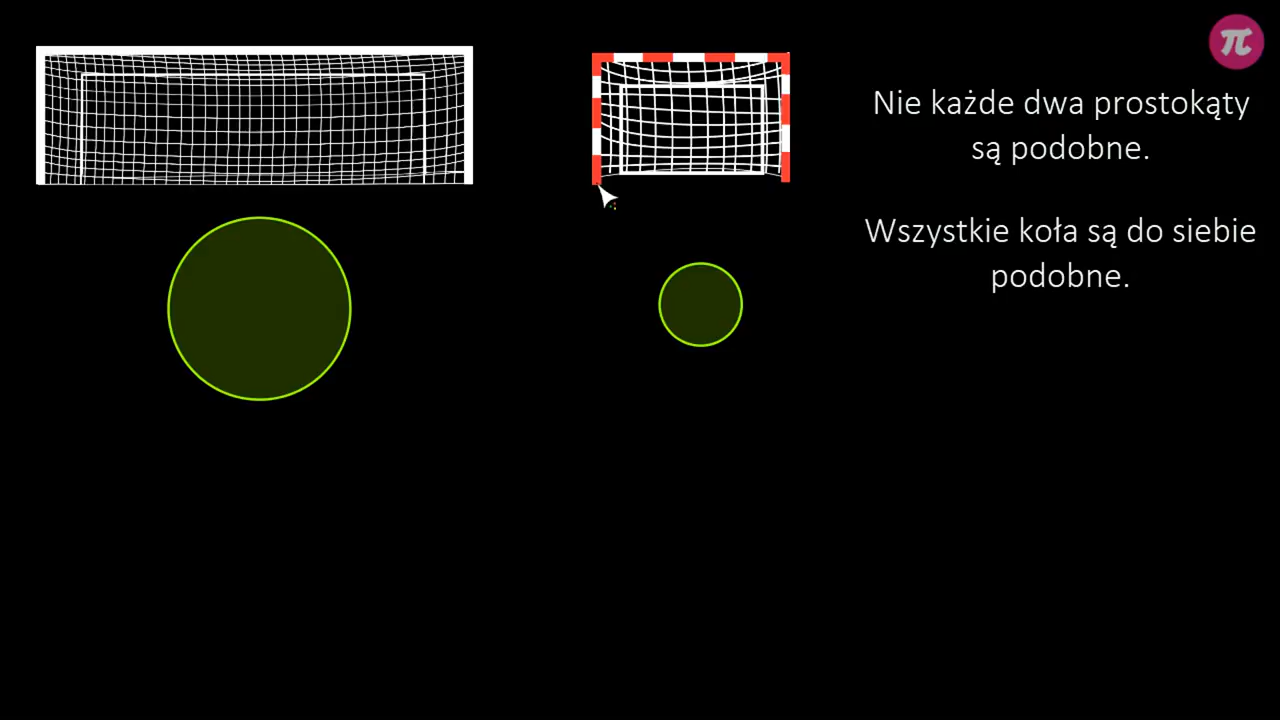 π
Nie każde dwa prostokąty
są podobne.
Wszystkie koła są do siebie
podobne.